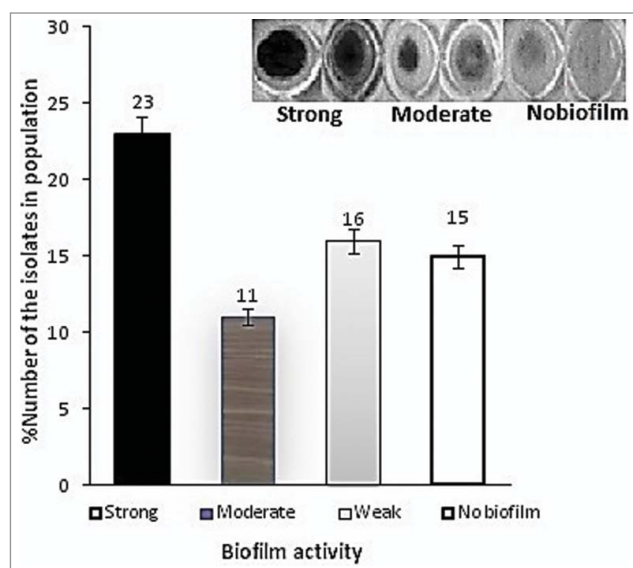 %Number of the isolates in population
30
25
20
15
10
5
0
23
11
16
15
Strong Moderate Nobiofilm
Strong Moderate Weak No biofilm
Biofilm activity